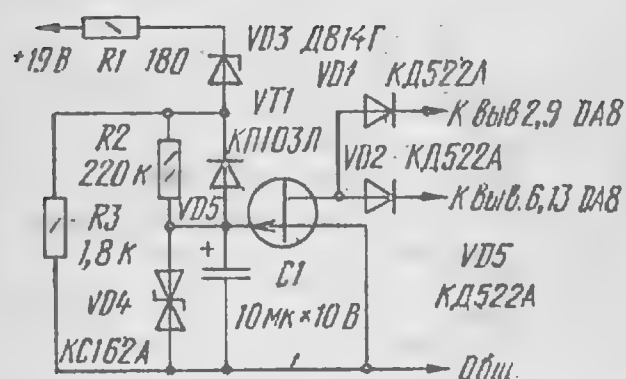 +19В R1 180
VD3 Д814Г
VD1 КД522А
К выв 2,9 DA8
VT1
КП103Л
VD2 КД522А
К выв. 6,13 DA8
R2
220 к
R3
1,8 к
VD5
+
C1
10 мк × 10 В
VD4
КС162А
VD5
КД522А
Общ.